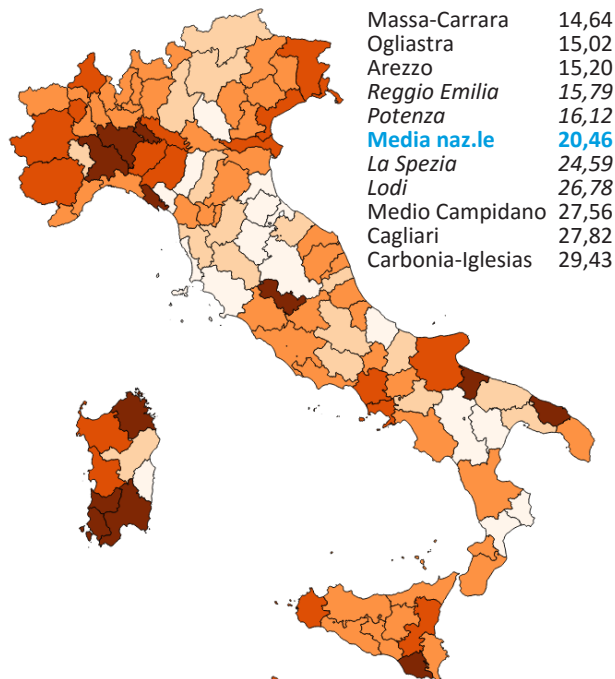 Massa-Carrara 14,64
Ogliastra 15,02
Arezzo 15,20
Reggio Emilia 15,79
Potenza 16,12
Media naz.le 20,46
La Spezia 24,59
Lodi 26,78
Medio Campidano 27,56
Cagliari 27,82
Carbonia-Iglesias 29,43